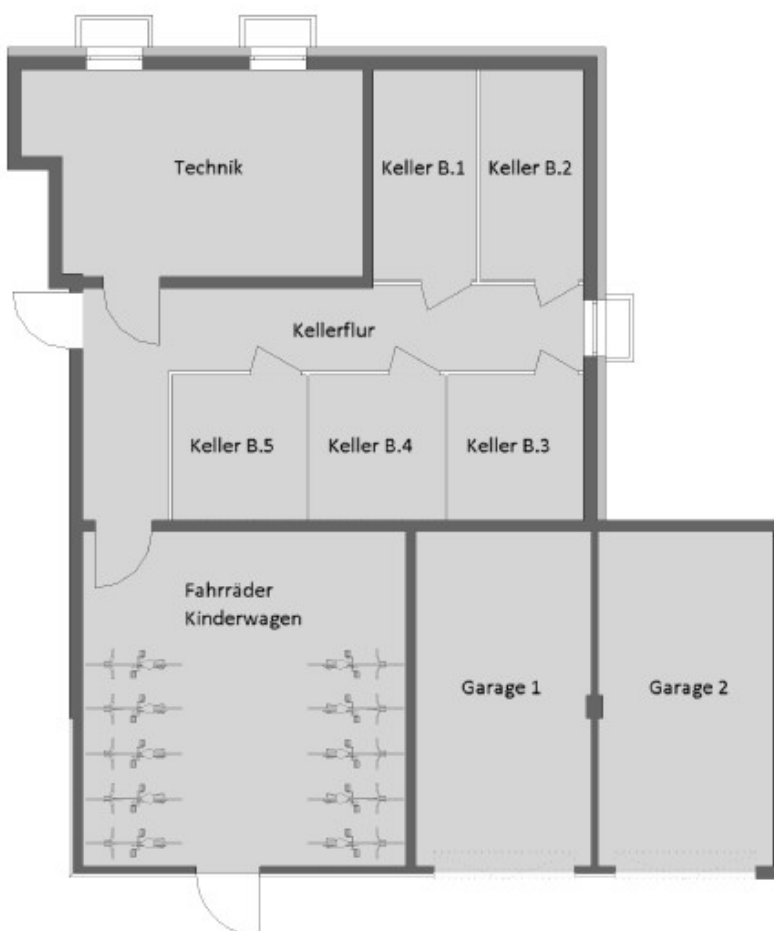 Technik
Keller B.1
Keller B.2
Kellerflur
Keller B.5
Keller B.4
Keller B.3
Fahrräder
Kinderwagen
Garage 1
Garage 2